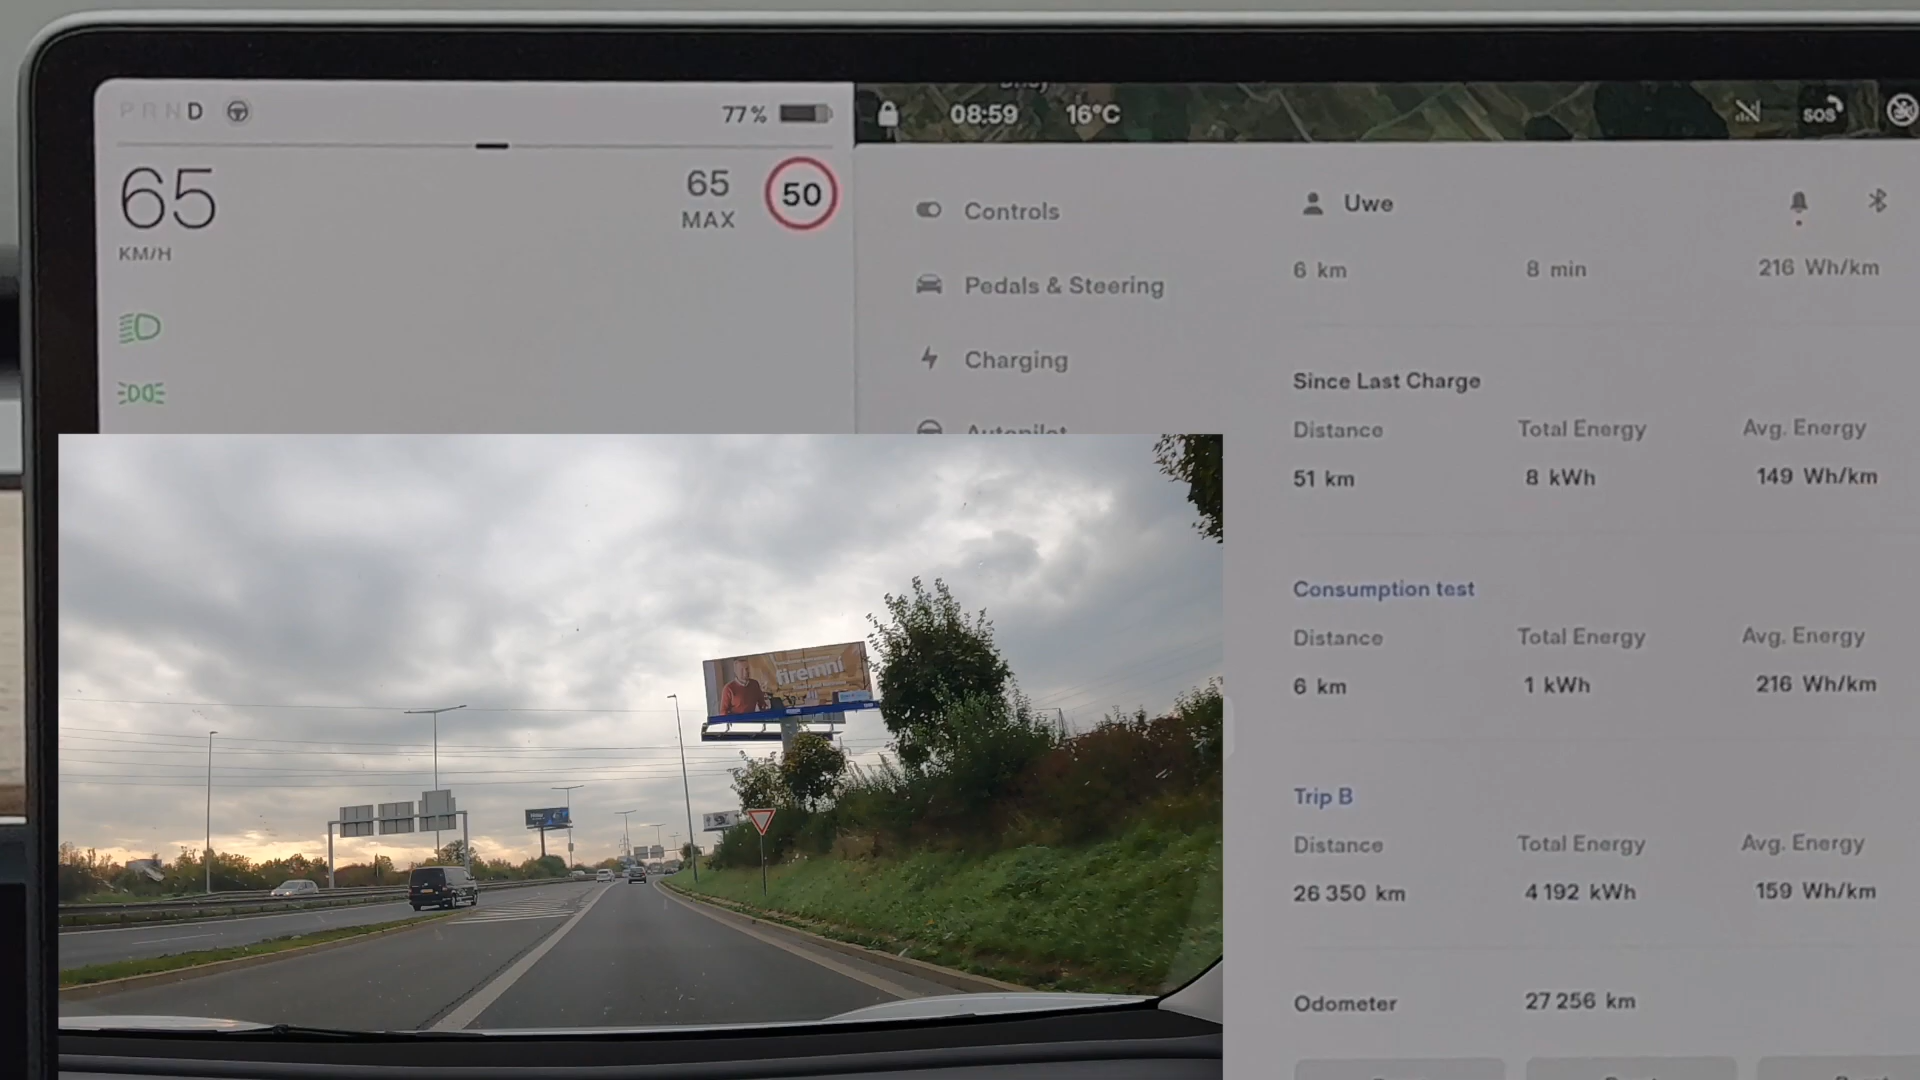 PRND
77%
65
KM/H
65
MAX
50
08:59
16°C
SOS
Controls
Pedals & Steering
Charging
Autopilot
Uwe
6 km 8 min 216 Wh/km
Since Last Charge
Distance Total Energy Avg. Energy
51 km 8 kWh 149 Wh/km
Consumption test
Distance Total Energy Avg. Energy
6 km 1 kWh 216 Wh/km
Trip B
Distance Total Energy Avg. Energy
26 350 km 4 192 kWh 159 Wh/km
Odometer 27 256 km
firemní